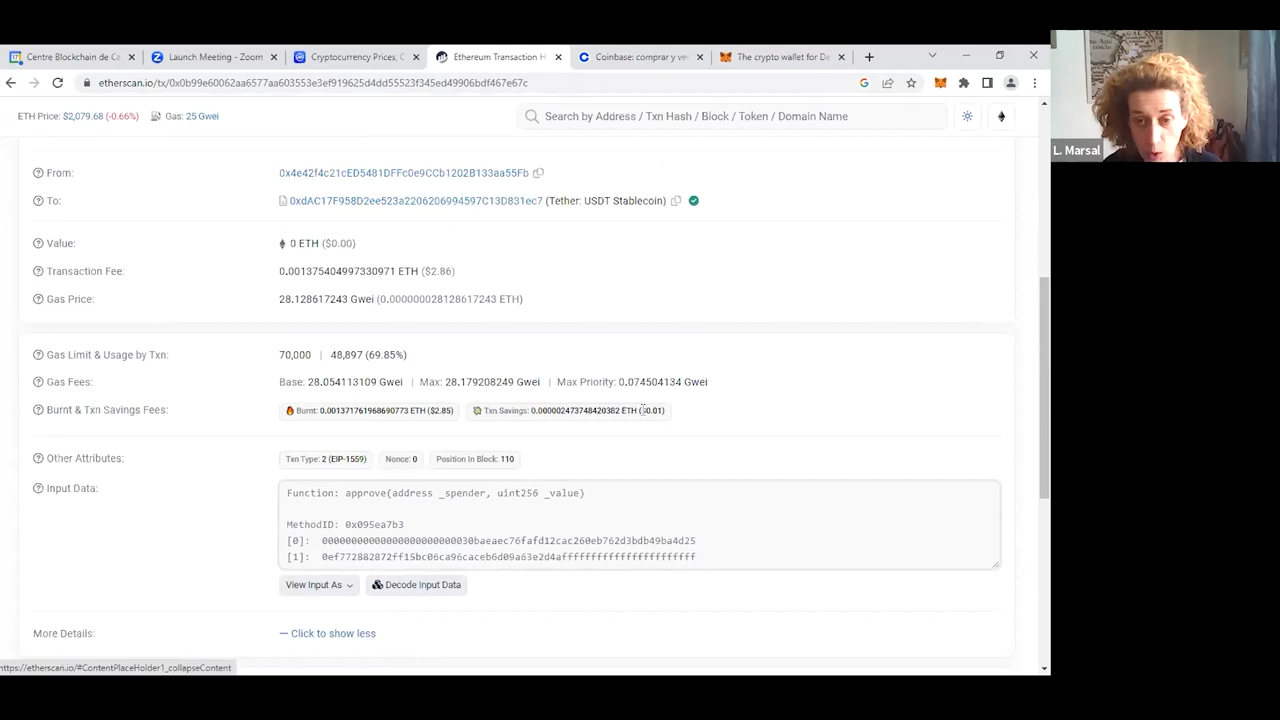 Centre Blockchain de Ca
Launch Meeting - Zoom
Cryptocurrency Prices, C
Ethereum Transaction H
Coinbase: comprar y ve
The crypto wallet for De
etherscan.io/tx/0x0b99e60062aa6577aa603553e3ef919625d4dd55523f345ed49906bdf467e67c
ETH Price: $2,079.68 (-0.66%) Gas: 25 Gwei
Search by Address / Txn Hash / Block / Token / Domain Name
L. Marsal
From: 0x4e42f4c21cED5481DFFc0e9CCb1202B133aa55Fb
To: 0xdAC17F958D2ee523a2206206994597C13D831ec7 (Tether: USDT Stablecoin)
Value: 0 ETH ($0.00)
Transaction Fee: 0.001375404997330971 ETH ($2.86)
Gas Price: 28.128617243 Gwei (0.000000028128617243 ETH)
Gas Limit & Usage by Txn: 70,000 | 48,897 (69.85%)
Gas Fees: Base: 28.054113109 Gwei | Max: 28.179208249 Gwei | Max Priority: 0.074504134 Gwei
Burnt & Txn Savings Fees: Burnt: 0.001371761968690773 ETH ($2.85) Txn Savings: 0.000002473748420382 ETH ($0.01)
Other Attributes: Txn Type: 2 (EIP-1559) Nonce: 0 Position In Block: 110
Input Data: Function: approve(address _spender, uint256 _value)
MethodID: 0x095ea7b3
[0]: 00000000000000000000000030baeaec76fafd12cac260eb762d3bdb49ba4d25
[1]: 0ef772882872ff15bc06ca96caceb6d09a63e2d4afffffffffffffffffffffff
View Input As Decode Input Data
More Details: — Click to show less
https://etherscan.io/#ContentPlaceHolder1_collapseContent